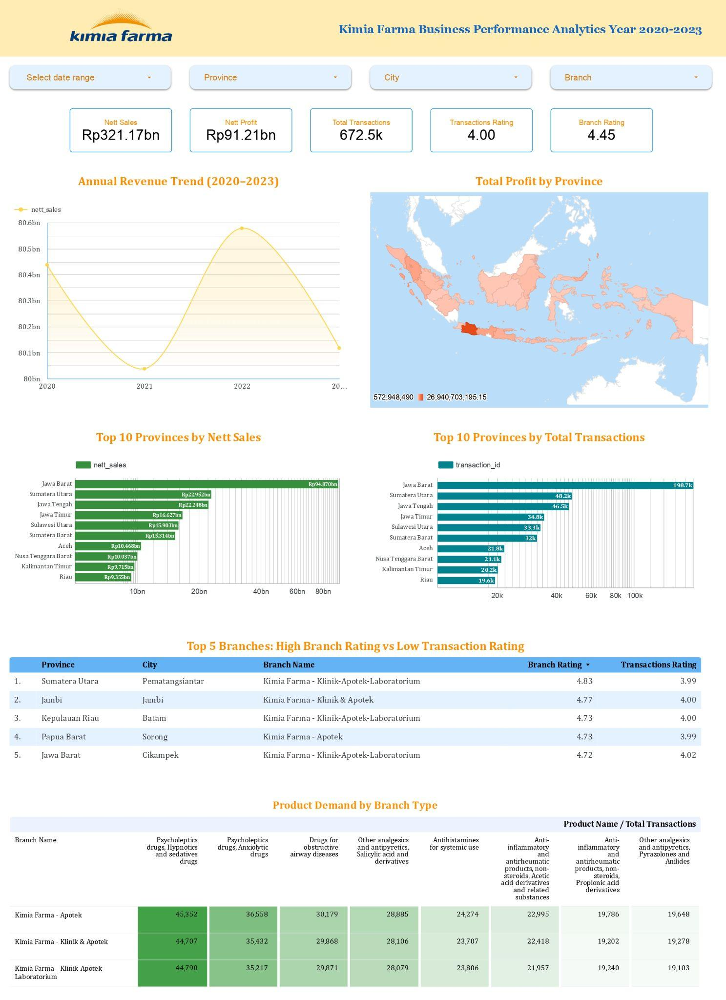 kimia farma
Kimia Farma Business Performance Analytics Year 2020-2023
Select date range
Province
City
Branch
Nett Sales
Rp321.17bn
Nett Profit
Rp91.21bn
Total Transactions
672.5k
Transactions Rating
4.00
Branch Rating
4.45
Annual Revenue Trend (2020–2023)
nett_sales
80.6bn
80.5bn
80.4bn
80.3bn
80.2bn
80.1bn
80bn
2020 2021 2022 20...
Total Profit by Province
572,948,490 26,940,703,195.15
Top 10 Provinces by Nett Sales
nett_sales
Jawa Barat Rp94.870bn
Sumatera Utara Rp22.952bn
Jawa Tengah Rp22.248bn
Jawa Timur Rp16.627bn
Sulawesi Utara Rp15.903bn
Sumatera Barat Rp15.314bn
Aceh Rp10.468bn
Nusa Tenggara Barat Rp10.037bn
Kalimantan Timur Rp9.715bn
Riau Rp9.355bn
10bn 20bn 40bn 60bn 80bn
Top 10 Provinces by Total Transactions
transaction_id
Jawa Barat 198.7k
Sumatera Utara 48.2k
Jawa Tengah 46.5k
Jawa Timur 34.8k
Sulawesi Utara 33.3k
Sumatera Barat 32k
Aceh 21.8k
Nusa Tenggara Barat 21.1k
Kalimantan Timur 20.2k
Riau 19.6k
20k 40k 60k 80k 100k
Top 5 Branches: High Branch Rating vs Low Transaction Rating
Province City Branch Name Branch Rating Transactions Rating
1. Sumatera Utara Pematangsiantar Kimia Farma - Klinik-Apotek-Laboratorium 4.83 3.99
2. Jambi Jambi Kimia Farma - Klinik & Apotek 4.77 4.00
3. Kepulauan Riau Batam Kimia Farma - Klinik-Apotek-Laboratorium 4.73 4.00
4. Papua Barat Sorong Kimia Farma - Apotek 4.73 3.99
5. Jawa Barat Cikampek Kimia Farma - Klinik-Apotek-Laboratorium 4.72 4.02
Product Demand by Branch Type
Product Name / Total Transactions
Branch Name
Psycholeptics
drugs, Hypnotics
and sedatives
drugs
Psycholeptics
drugs, Anxiolytic
drugs
Drugs for
obstructive
airway diseases
Other analgesics
and antipyretics,
Salicylic acid and
derivatives
Antihistamines
for systemic use
Anti-
inflammatory
and
antirheumatic
products, non-
steroids, Acetic
acid derivatives
and related
substances
Anti-
inflammatory
and
antirheumatic
products, non-
steroids,
Propionic acid
derivatives
Other analgesics
and antipyretics,
Pyrazolones and
Anilides
Kimia Farma - Apotek 45,352 36,558 30,179 28,885 24,274 22,995 19,786 19,648
Kimia Farma - Klinik & Apotek 44,707 35,432 29,868 28,106 23,707 22,418 19,202 19,278
Kimia Farma - Klinik-Apotek- 44,790 35,217 29,871 28,079 23,806 21,957 19,240 19,103
Laboratorium